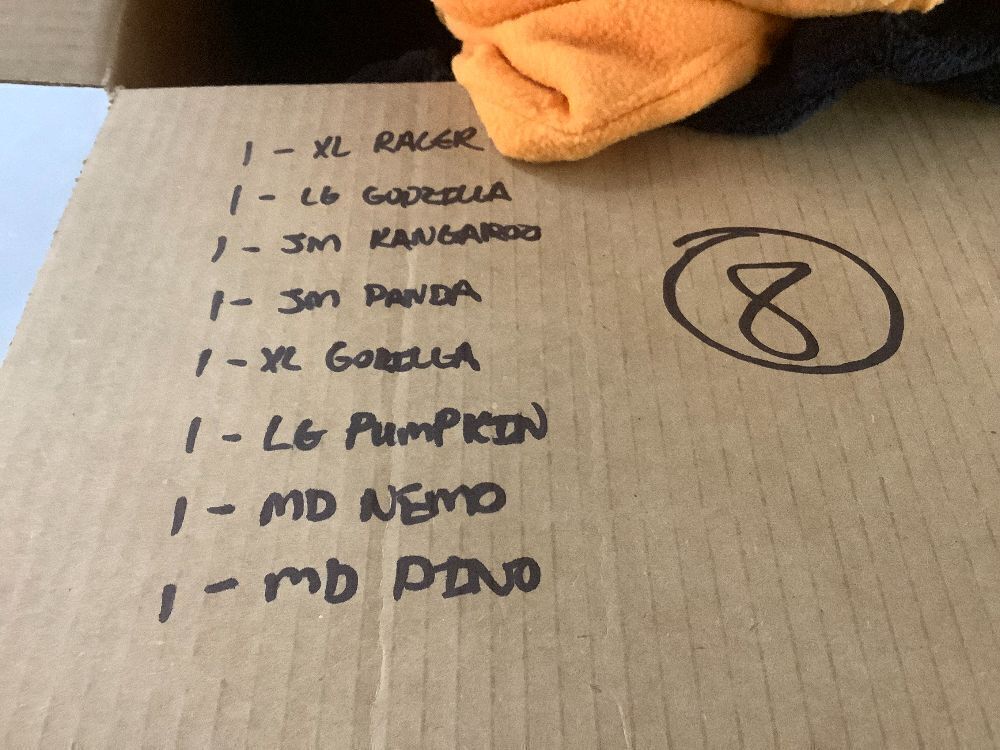 1 - XL RACER
1 - LG GODZILLA
1 - SM KANGAROO
1 - SM PANDA
1 - XL GORILLA
1 - LG PUMPKIN
1 - MD NEMO
1 - MD DINO
8